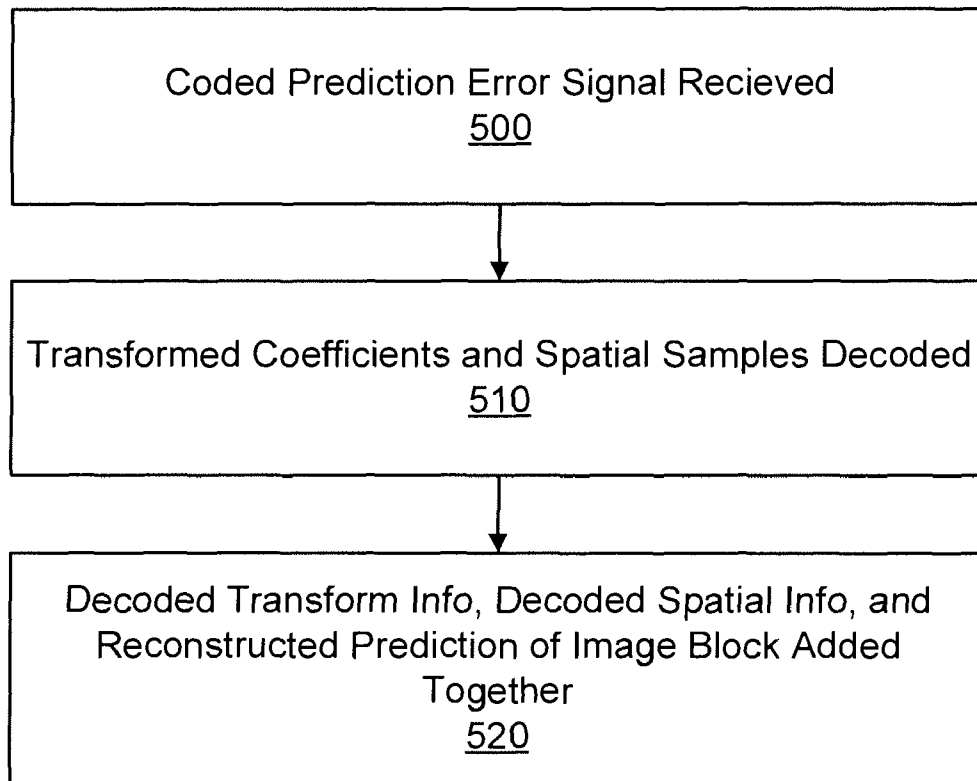 Coded Prediction Error Signal Recieved
500
Transformed Coefficients and Spatial Samples Decoded
510
Decoded Transform Info, Decoded Spatial Info, and
Reconstructed Prediction of Image Block Added
Together
520